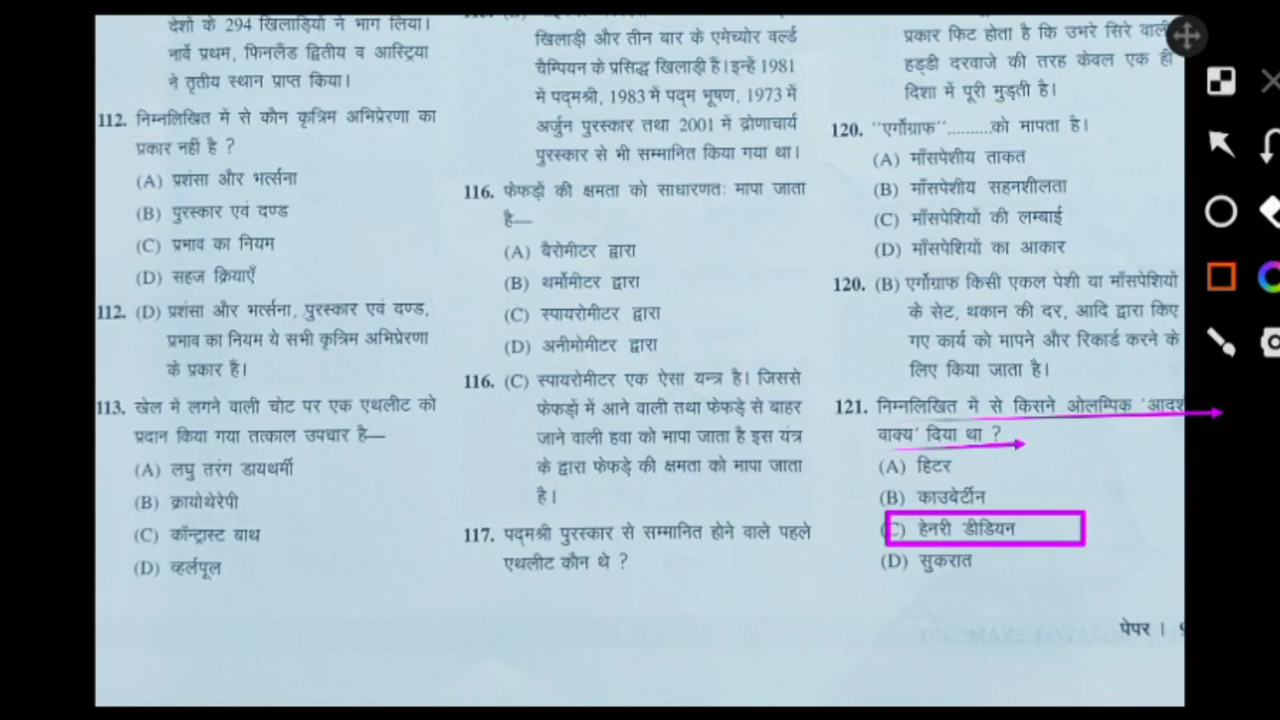 देशों के 294 खिलाड़ियों ने भाग लिया।
नार्वे प्रथम, फिनलैंड द्वितीय व आस्ट्रिया
ने तृतीय स्थान प्राप्त किया।
112. निम्नलिखित में से कौन कृत्रिम अभिप्रेरणा का
प्रकार नहीं है ?
(A) प्रशंसा और भर्त्सना
(B) पुरस्कार एवं दण्ड
(C) प्रभाव का नियम
(D) सहज क्रियाएँ
112. (D) प्रशंसा और भर्त्सना, पुरस्कार एवं दण्ड,
प्रभाव का नियम ये सभी कृत्रिम अभिप्रेरणा
के प्रकार हैं।
113. खेल में लगने वाली चोट पर एक एथलीट को
प्रदान किया गया तत्काल उपचार है—
(A) लघु तरंग डायथर्मी
(B) क्रायोथेरेपी
(C) कॉन्ट्रास्ट बाथ
(D) व्हर्लपूल
खिलाड़ी और तीन बार के एमेच्योर वर्ल्ड
चैम्पियन के प्रसिद्ध खिलाड़ी हैं। इन्हें 1981
में पद्मश्री, 1983 में पद्म भूषण, 1973 में
अर्जुन पुरस्कार तथा 2001 में द्रोणाचार्य
पुरस्कार से भी सम्मानित किया गया था।
116. फेफड़ों की क्षमता को साधारणतः मापा जाता
है—
(A) बैरोमीटर द्वारा
(B) थर्मोमीटर द्वारा
(C) स्पायरोमीटर द्वारा
(D) अनीमोमीटर द्वारा
116. (C) स्पायरोमीटर एक ऐसा यन्त्र है। जिससे
फेफड़ों में आने वाली तथा फेफड़े से बाहर
जाने वाली हवा को मापा जाता है इस यंत्र
के द्वारा फेफड़े की क्षमता को मापा जाता
है।
117. पद्मश्री पुरस्कार से सम्मानित होने वाले पहले
एथलीट कौन थे ?
प्रकार फिट होता है कि उभरे सिरे वाली
हड्डी दरवाजे की तरह केवल एक ही
दिशा में पूरी मुड़ती है।
120. ''एर्गोग्राफ''..........को मापता है।
(A) माँसपेशीय ताकत
(B) माँसपेशीय सहनशीलता
(C) माँसपेशियों की लम्बाई
(D) माँसपेशियों का आकार
120. (B) एर्गोग्राफ किसी एकल पेशी या माँसपेशियों
के सेट, थकान की दर, आदि द्वारा किए
गए कार्य को मापने और रिकार्ड करने के
लिए किया जाता है।
121. निम्नलिखित में से किसने ओलम्पिक 'आदर्श
वाक्य' दिया था ?
(A) हिटर
(B) काउबेर्टीन
(C) हेनरी डीडियन
(D) सुकरात
पेपर ।